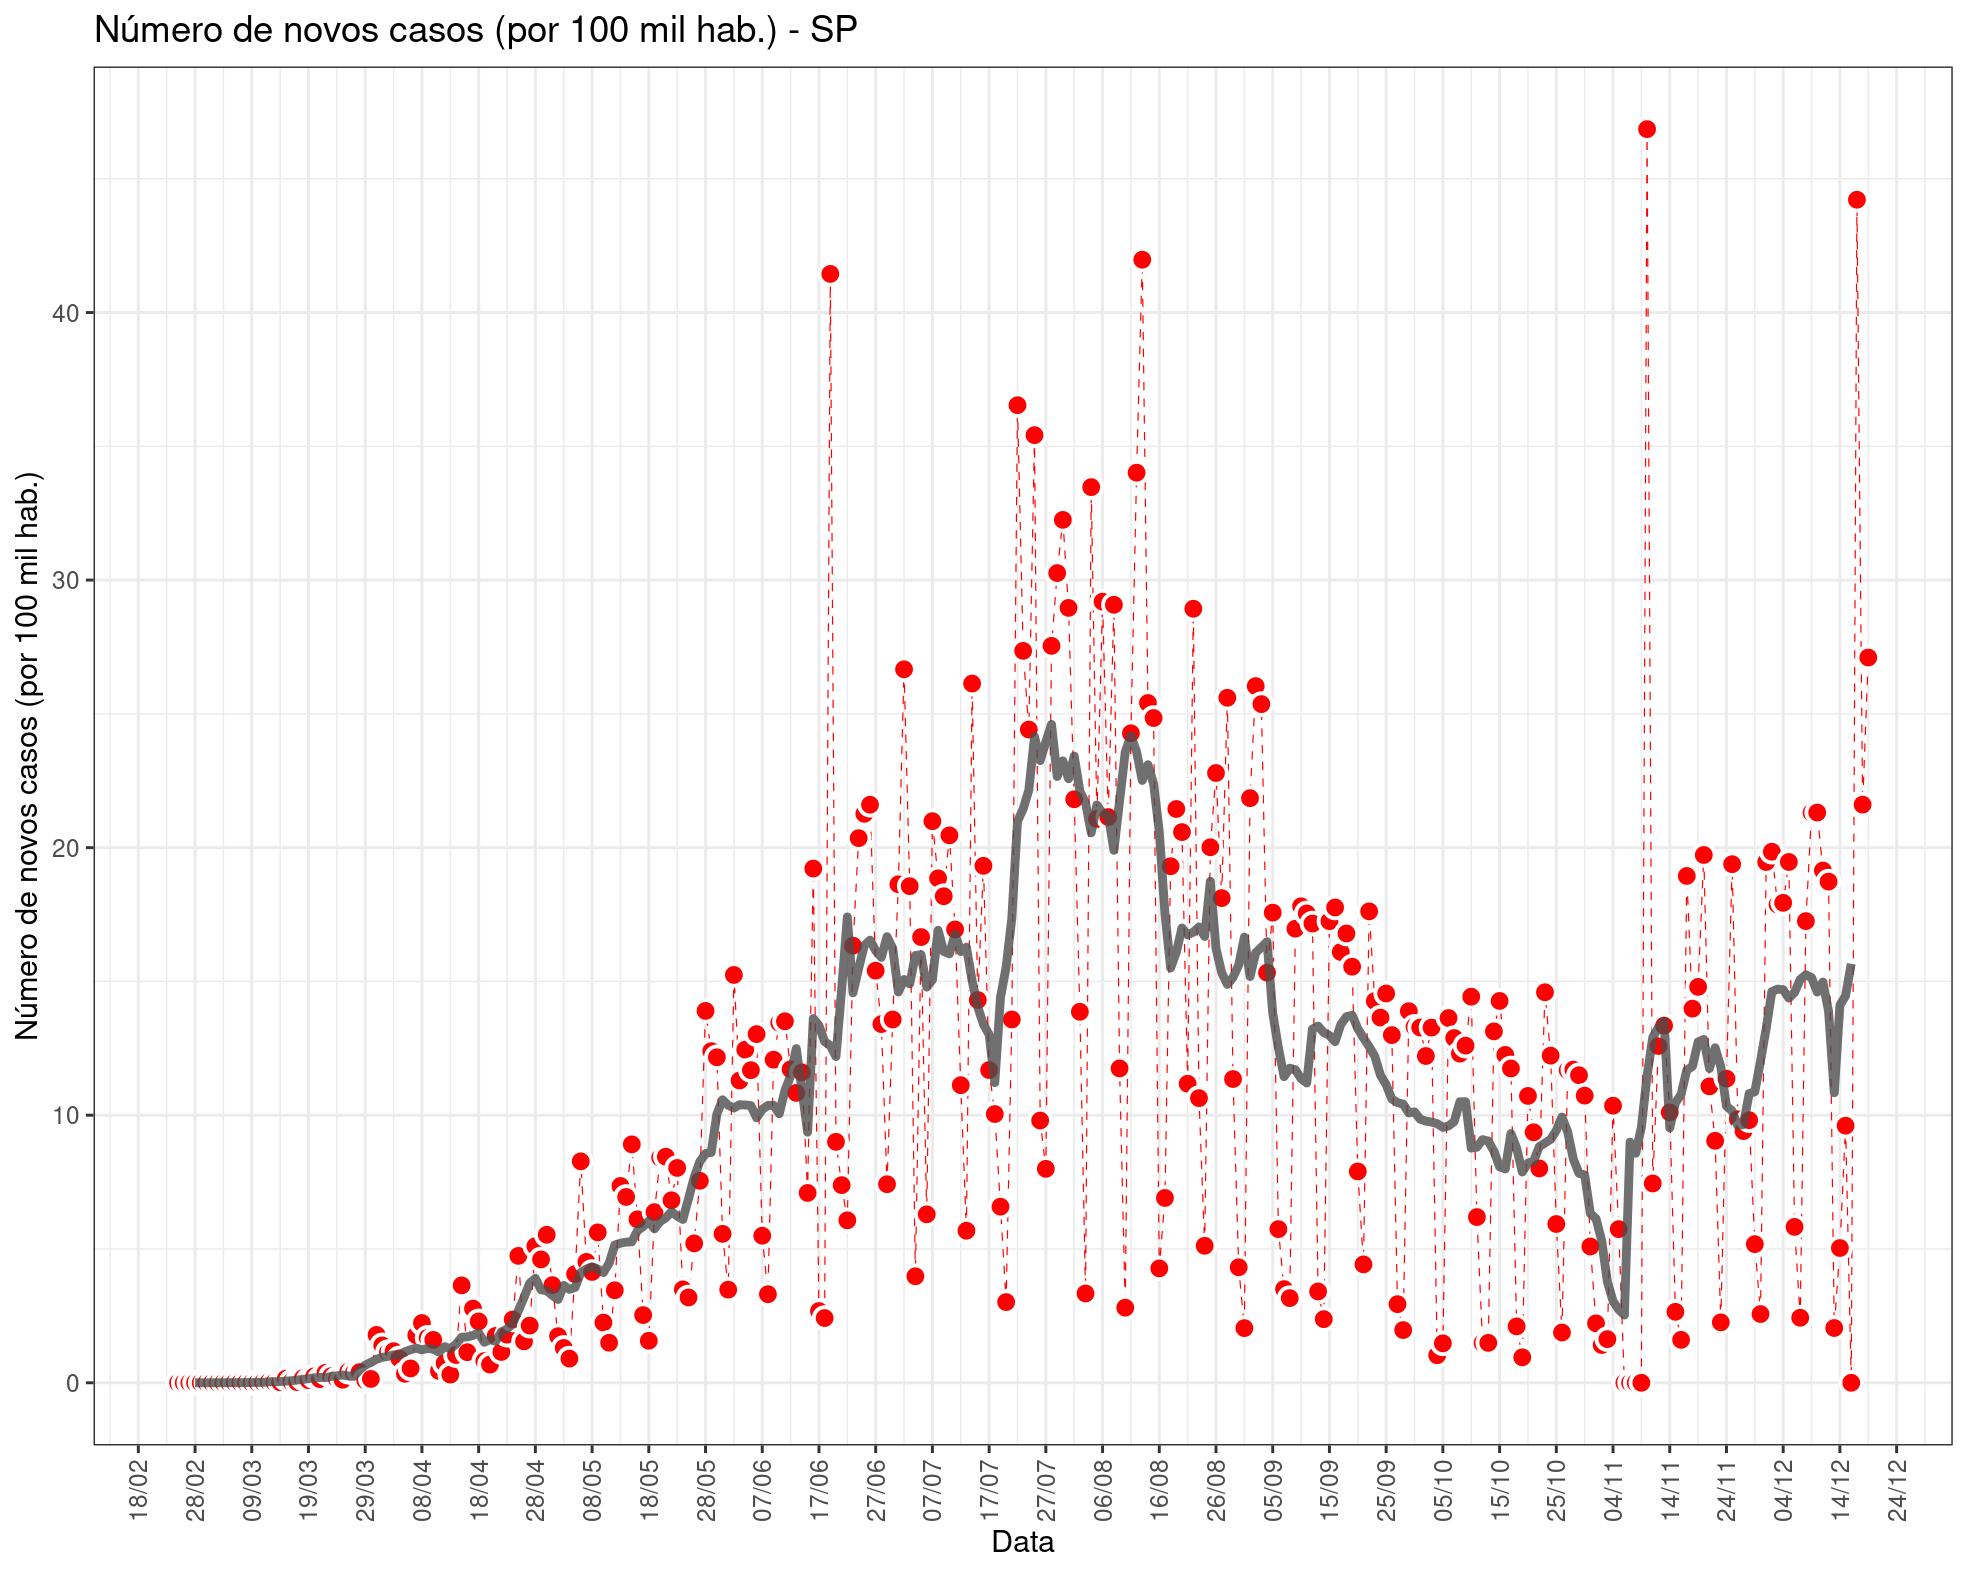 Número de novos casos (por 100 mil hab.) - SP
Número de novos casos (por 100 mil hab.)
40
30
20
10
0
18/02 28/02 09/03 19/03 29/03 08/04 18/04 28/04 08/05 18/05 28/05 07/06 17/06 27/06 07/07 17/07 27/07 06/08 16/08 26/08 05/09 15/09 25/09 05/10 15/10 25/10 04/11 14/11 24/11 04/12 14/12 24/12
Data